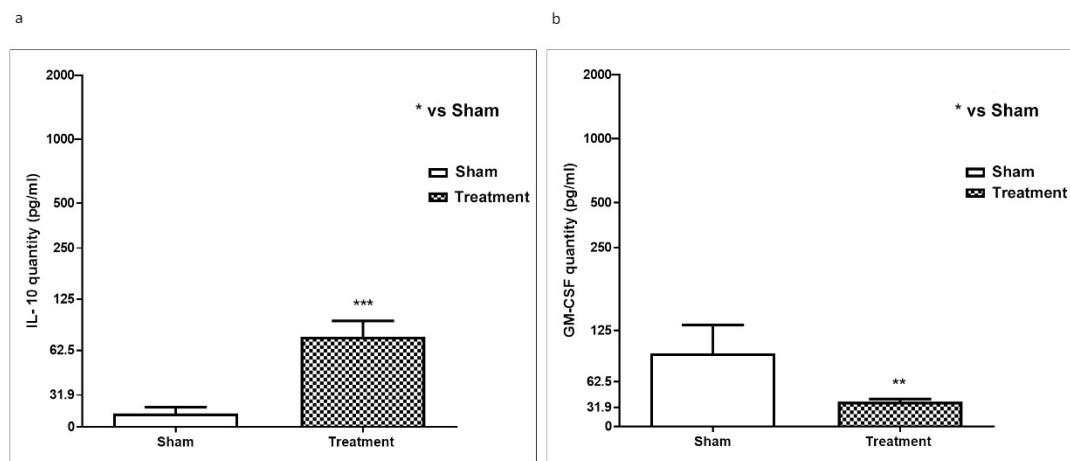 a
IL- 10 quantity (pg/ml)
2000
1000
500
250
125
62.5
31.9
0
* vs Sham
Sham
Treatment
***
Sham
Treatment
b
GM-CSF quantity (pg/ml)
2000
1000
500
250
125
62.5
31.9
0
* vs Sham
Sham
Treatment
**
Sham
Treatment